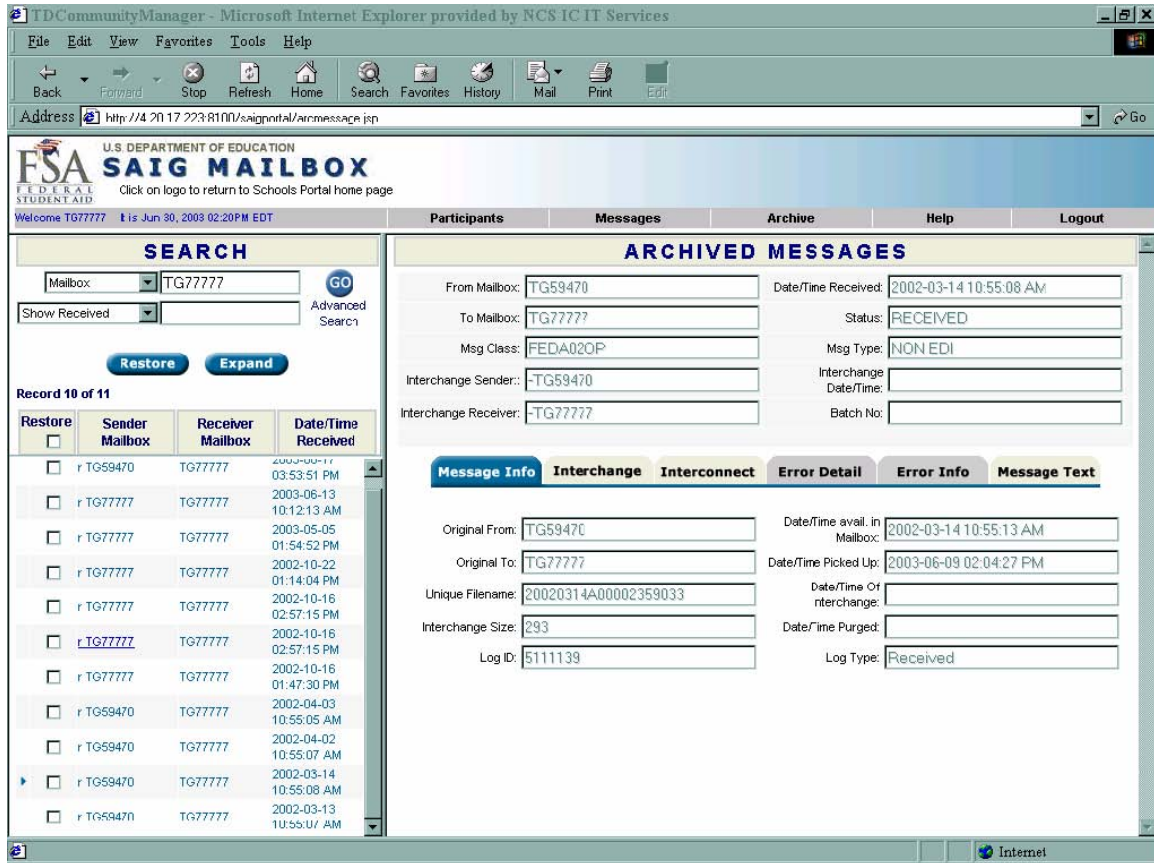 TDCommunityManager - Microsoft Internet Explorer provided by NCS IC IT Services
File Edit View Favorites Tools Help
Back Forward Stop Refresh Home Search Favorites History Mail Print Edit
Address http://4.20.17.223:8100/saigportal/arcmessage.jsp Go
U.S. DEPARTMENT OF EDUCATION
FSA SAIG MAILBOX
FEDERAL STUDENT AID Click on logo to return to Schools Portal home page
Welcome TG77777 It is Jun 30, 2003 02:20PM EDT Participants Messages Archive Help Logout
SEARCH
Mailbox TG77777 GO
Show Received Advanced Search
Restore Expand
Record 10 of 11
Restore Sender Mailbox Receiver Mailbox Date/Time Received
r TG59470 TG77777 2003-06-17 03:53:51 PM
r TG77777 TG77777 2003-06-13 10:12:13 AM
r TG77777 TG77777 2003-05-05 01:54:52 PM
r TG77777 TG77777 2002-10-22 01:14:04 PM
r TG77777 TG77777 2002-10-16 02:57:15 PM
r TG77777 TG77777 2002-10-16 02:57:15 PM
r TG77777 TG77777 2002-10-16 01:47:30 PM
r TG59470 TG77777 2002-04-03 10:55:05 AM
r TG59470 TG77777 2002-04-02 10:55:07 AM
r TG59470 TG77777 2002-03-14 10:55:08 AM
r TG59470 TG77777 2002-03-13 10:55:07 AM
ARCHIVED MESSAGES
From Mailbox: TG59470 Date/Time Received: 2002-03-14 10:55:08 AM
To Mailbox: TG77777 Status: RECEIVED
Msg Class: FEDA02OP Msg Type: NON EDI
Interchange Sender:: -TG59470 Interchange Date/Time:
Interchange Receiver: -TG77777 Batch No:
Message Info Interchange Interconnect Error Detail Error Info Message Text
Original From: TG59470 Date/Time avail. in Mailbox: 2002-03-14 10:55:13 AM
Original To: TG77777 Date/Time Picked Up: 2003-06-09 02:04:27 PM
Unique Filename: 20020314A00002359033 Date/Time Of nterchange:
Interchange Size: 293 Date/Time Purged:
Log ID: 5111139 Log Type: Received
Internet